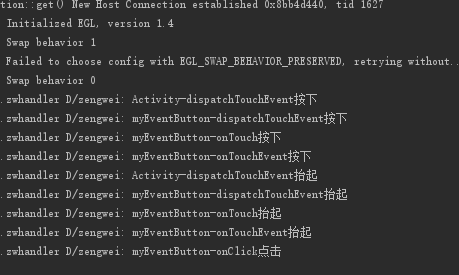 tion::get() New Host Connection established 0x8bb4d440, tid 1627
Initialized EGL, version 1.4
Swap behavior 1
Failed to choose config with EGL_SWAP_BEHAVIOR_PRESERVED, retrying without..
Swap behavior 0
.zwhandler D/zengwei: Activity-dispatchTouchEvent按下
.zwhandler D/zengwei: myEventButton-dispatchTouchEvent按下
.zwhandler D/zengwei: myEventButton-onTouch按下
.zwhandler D/zengwei: myEventButton-onTouchEvent按下
.zwhandler D/zengwei: Activity-dispatchTouchEvent抬起
.zwhandler D/zengwei: myEventButton-dispatchTouchEvent抬起
.zwhandler D/zengwei: myEventButton-onTouch抬起
.zwhandler D/zengwei: myEventButton-onTouchEvent抬起
.zwhandler D/zengwei: myEventButton-onClick点击